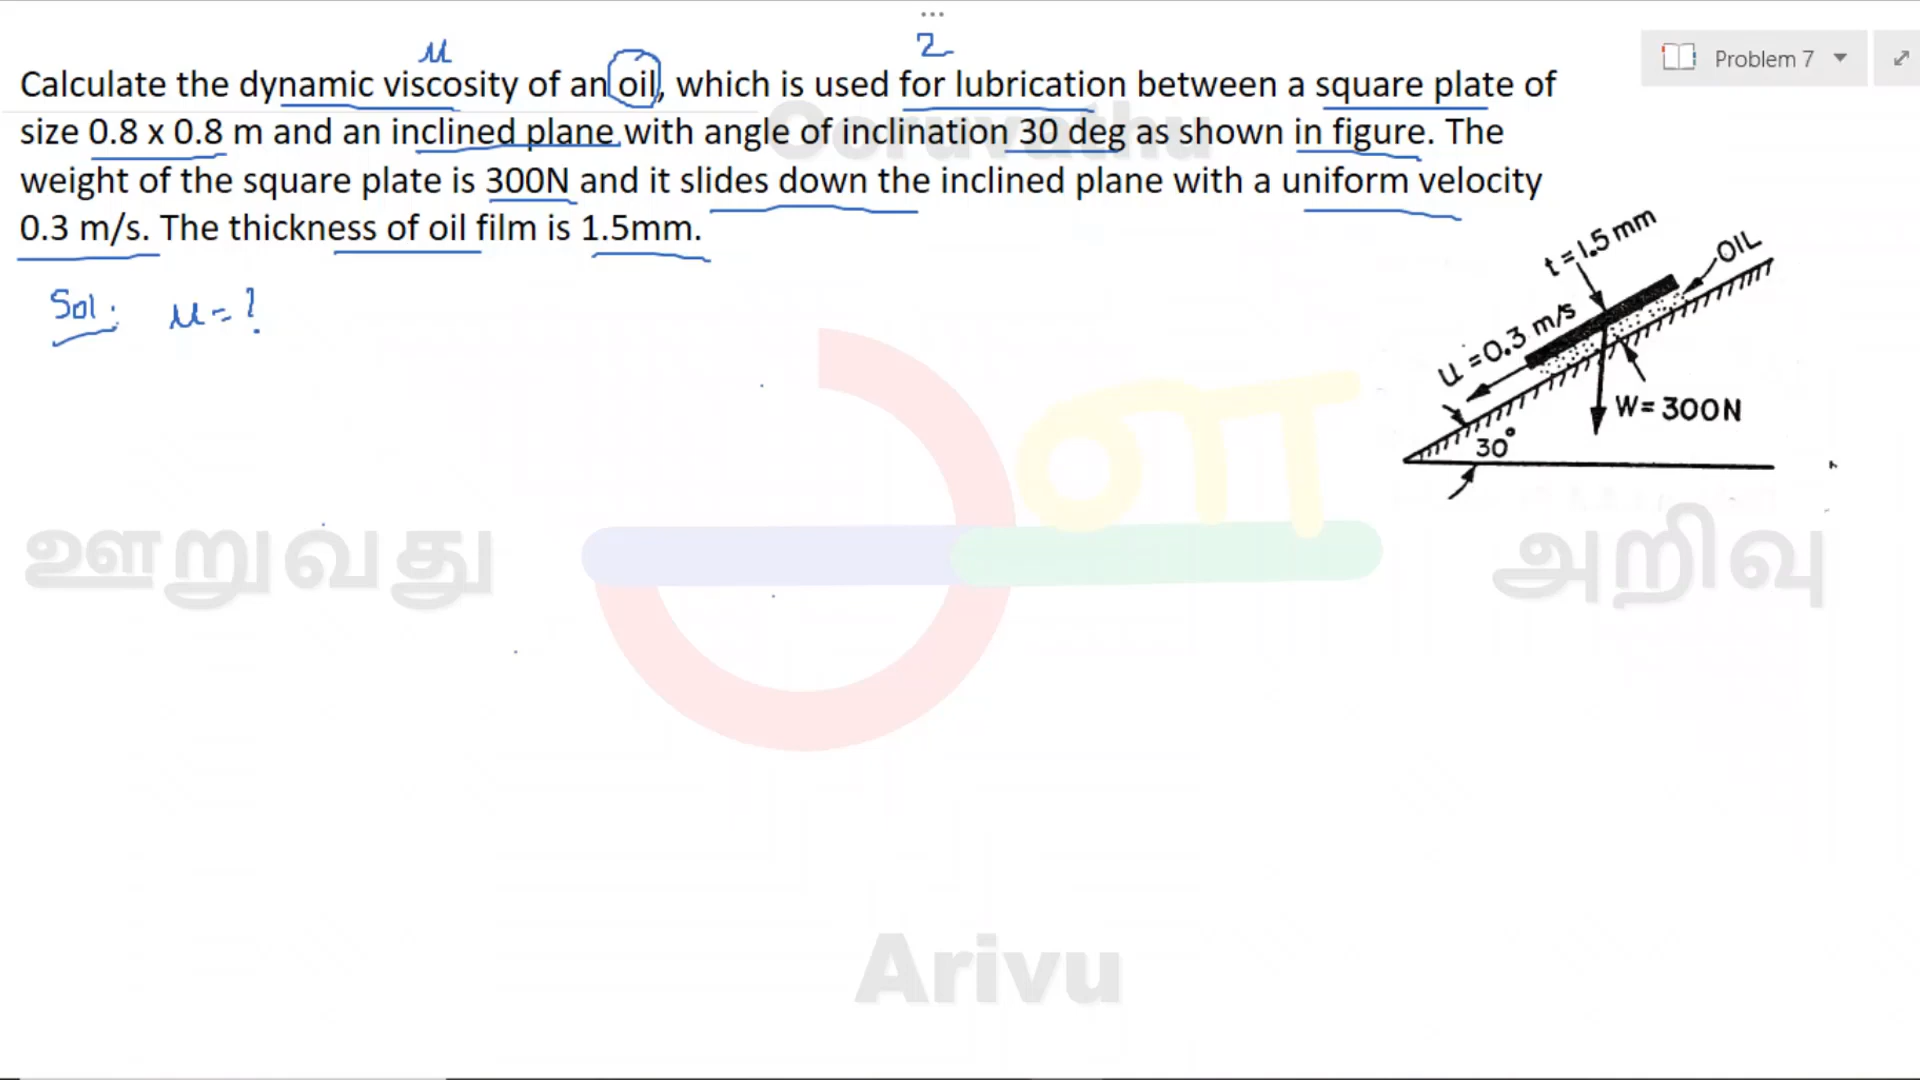 μ
2
Calculate the dynamic viscosity of an oil, which is used for lubrication between a square plate of
size 0.8 x 0.8 m and an inclined plane with angle of inclination 30 deg as shown in figure. The
weight of the square plate is 300N and it slides down the inclined plane with a uniform velocity
0.3 m/s. The thickness of oil film is 1.5mm.
Problem 7
Ooruvathu
Sol:
μ = ?
t = 1.5 mm
OIL
u = 0.3 m/s
W = 300N
30°
ஊறுவது
அறிவு
Arivu